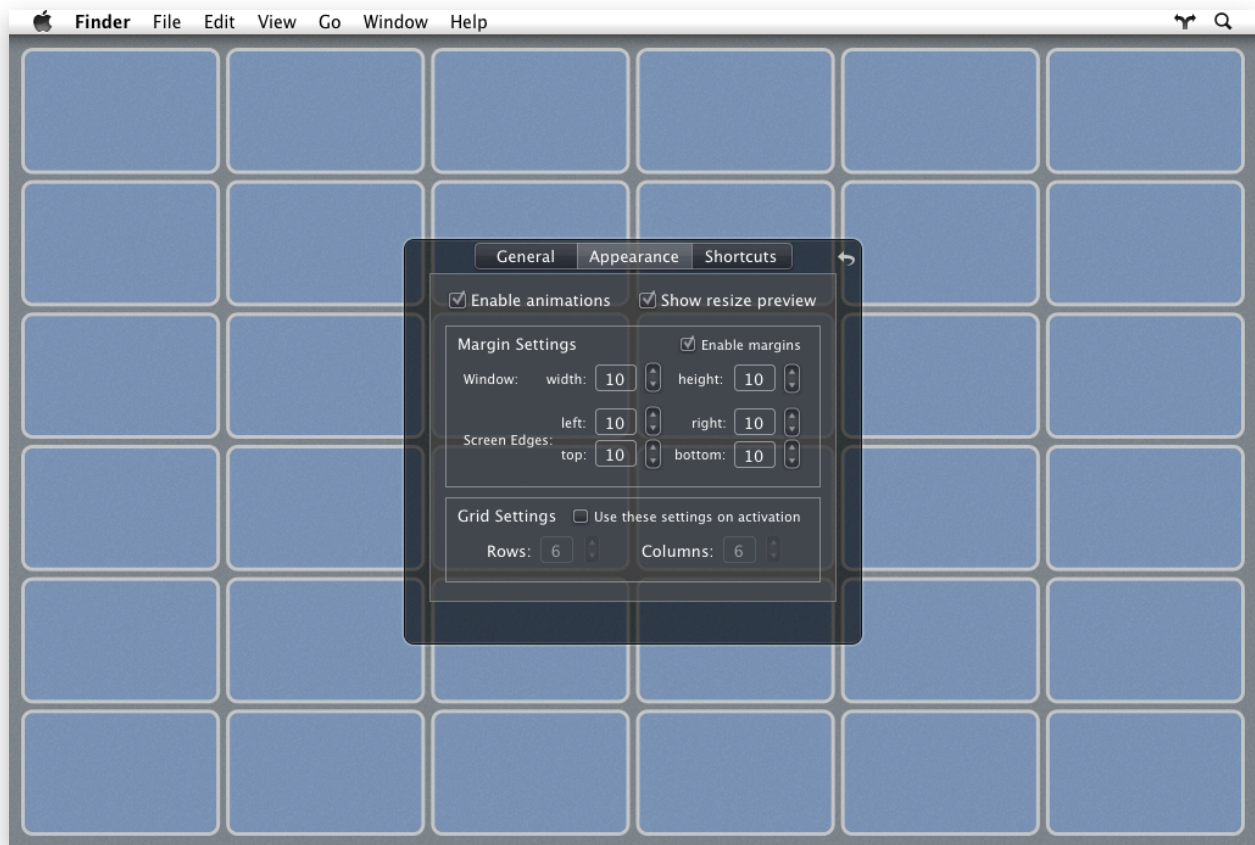 Finder File Edit View Go Window Help
General Appearance Shortcuts
Enable animations Show resize preview
Margin Settings Enable margins
Window: width: 10 height: 10
left: 10 right: 10
Screen Edges:
top: 10 bottom: 10
Grid Settings Use these settings on activation
Rows: 6 Columns: 6